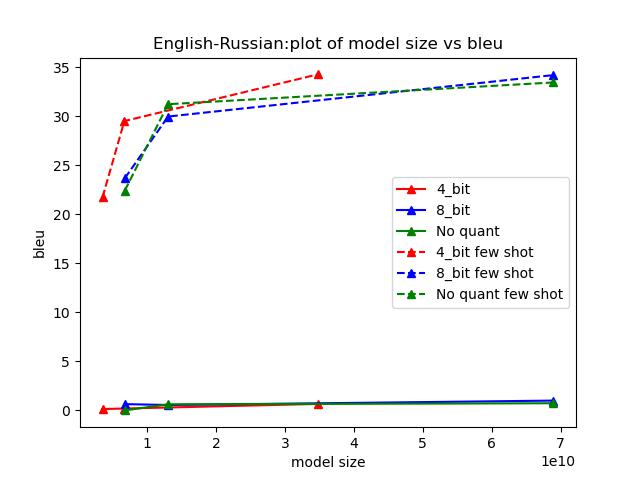 English-Russian:plot of model size vs bleu
35
30
25
20
15
10
5
0
bleu
4_bit
8_bit
No quant
4_bit few shot
8_bit few shot
No quant few shot
1 2 3 4 5 6 7
model size
1e10